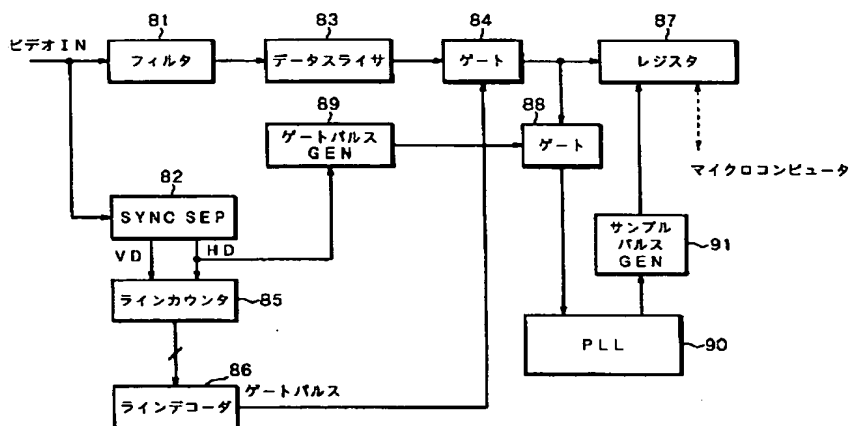 81
83
84
87
ビデオIN
フィルタ
データスライサ
ゲート
レジスタ
89
88
ゲートパルス
GEN
ゲート
マイクロコンピュータ
82
SYNC SEP
VD
HD
サンプル
パルス
GEN
91
ラインカウンタ
85
PLL
90
86
ゲートパルス
ラインデコーダ